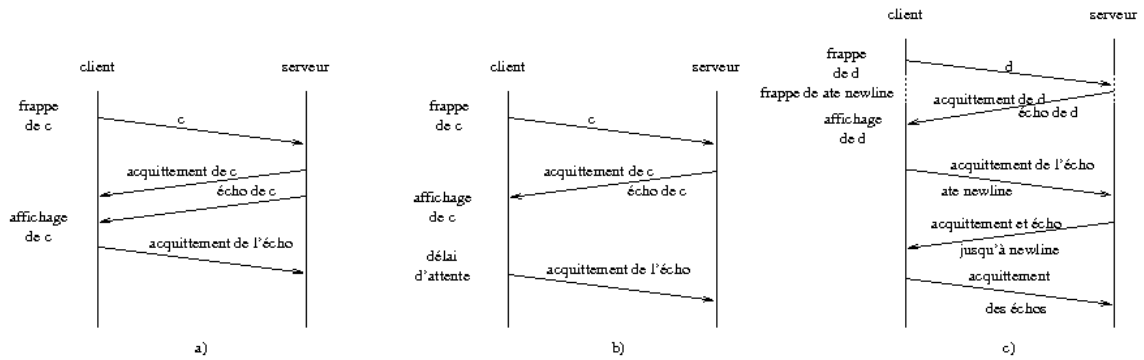 client
serveur
frappe
de c
c
acquittement de c
écho de c
affichage
de c
acquittement de l'écho
a)
client
serveur
frappe
de c
c
acquittement de c
écho de c
affichage
de c
délai
d'attente
acquittement de l'écho
b)
client
serveur
frappe
de d
d
frappe de ate newline
acquittement de d
écho de d
affichage
de d
acquittement de l'écho
ate newline
acquittement et écho
jusqu'à newline
acquittement
des échos
c)